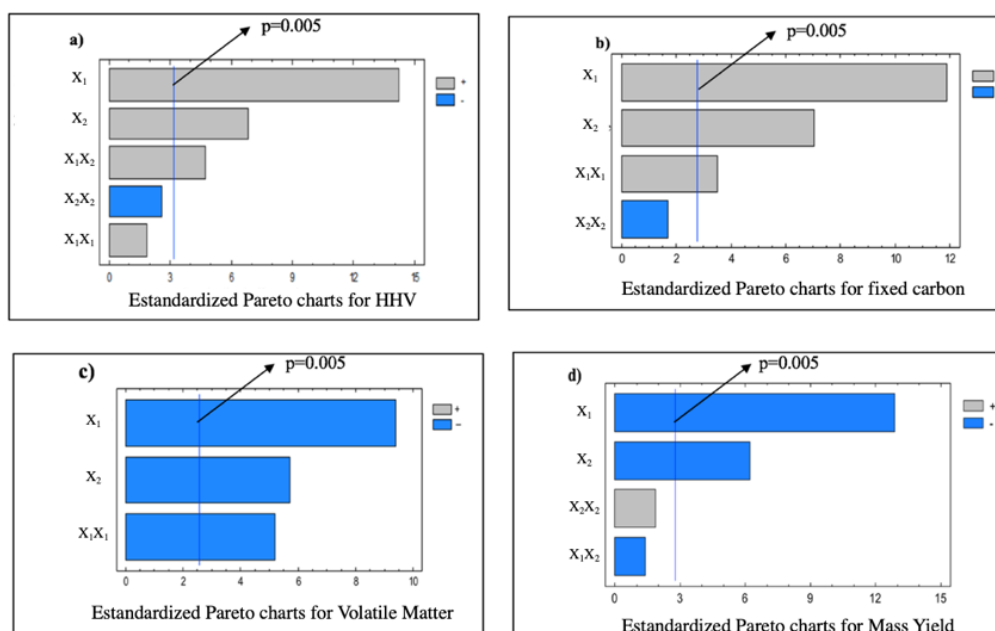 a)
p=0.005
X₁
X₂
X₁X₂
X₂X₂
X₁X₁
+
-
0 3 6 9 12 15
Estandardized Pareto charts for HHV
b)
p=0.005
X₁
X₂
X₁X₁
X₂X₂
0 2 4 6 8 10 12
Estandardized Pareto charts for fixed carbon
c)
p=0.005
X₁
X₂
X₁X₁
+
-
0 2 4 6 8 10
Estandardized Pareto charts for Volatile Matter
d)
p=0.005
X₁
X₂
X₂X₂
X₁X₂
+
-
0 3 6 9 12 15
Estandardized Pareto charts for Mass Yield